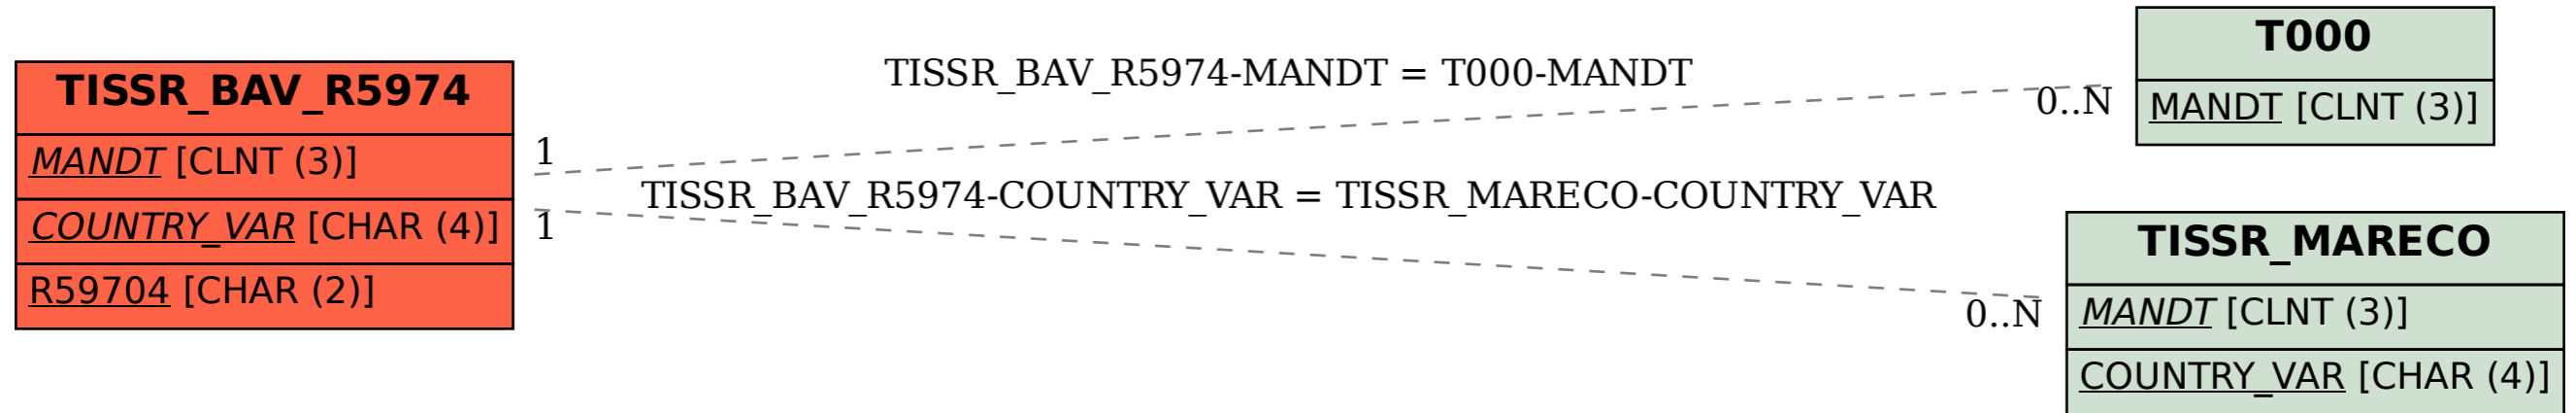 TISSR_BAV_R5974
MANDT [CLNT (3)]
COUNTRY_VAR [CHAR (4)]
R59704 [CHAR (2)]
TISSR_BAV_R5974-MANDT = T000-MANDT
1
0..N
TISSR_BAV_R5974-COUNTRY_VAR = TISSR_MARECO-COUNTRY_VAR
1
0..N
T000
MANDT [CLNT (3)]
TISSR_MARECO
MANDT [CLNT (3)]
COUNTRY_VAR [CHAR (4)]